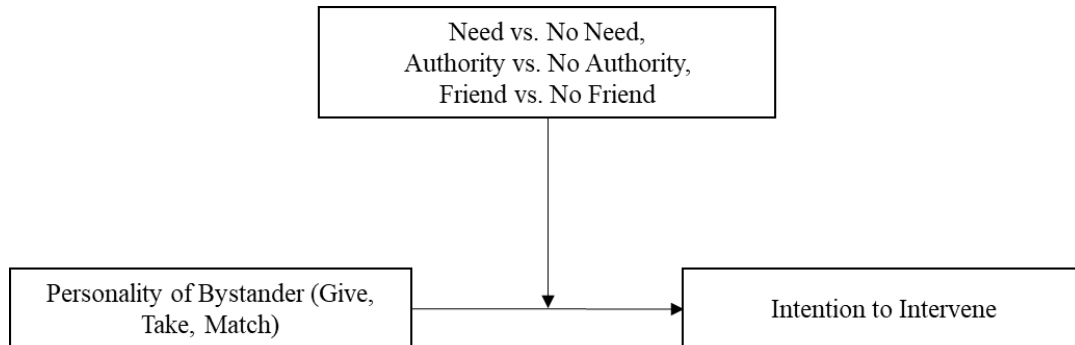 Need vs. No Need,
Authority vs. No Authority,
Friend vs. No Friend
Personality of Bystander (Give,
Take, Match)
Intention to Intervene